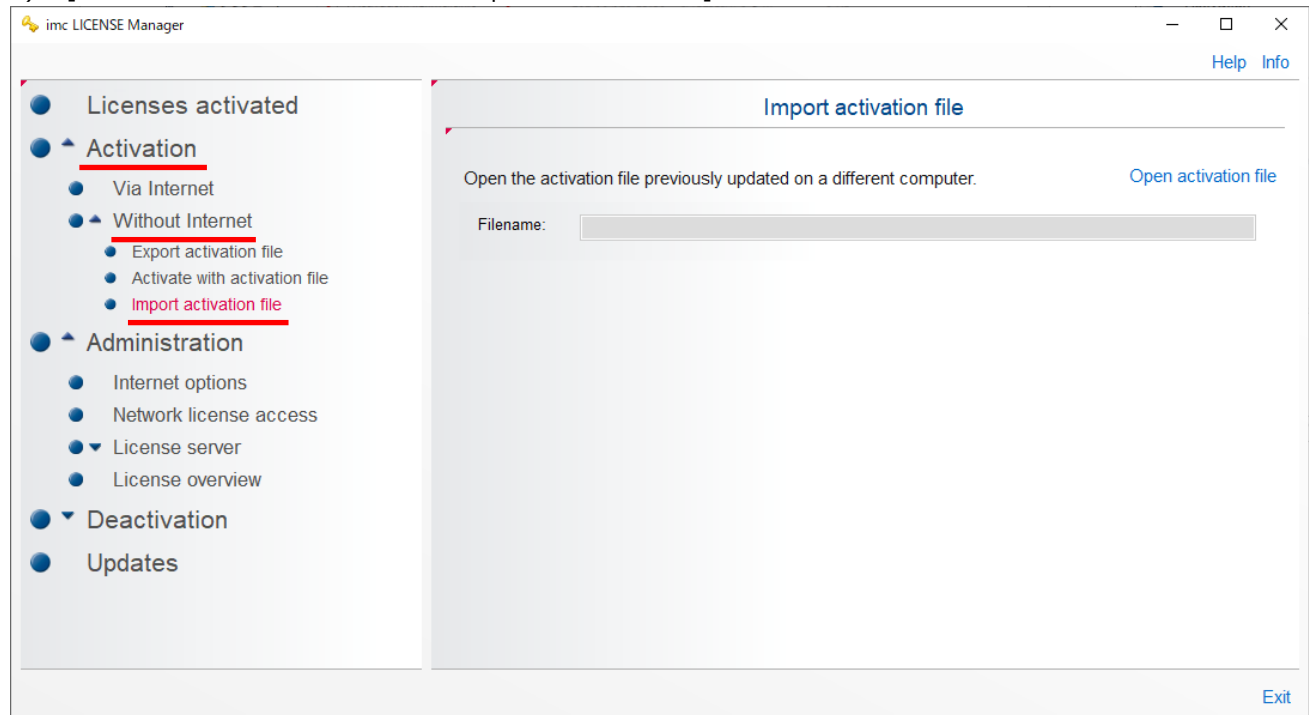 imc LICENSE Manager
Help Info
Licenses activated
Activation
Via Internet
Without Internet
Export activation file
Activate with activation file
Import activation file
Administration
Internet options
Network license access
License server
License overview
Deactivation
Updates
Import activation file
Open the activation file previously updated on a different computer.
Open activation file
Filename:
Exit